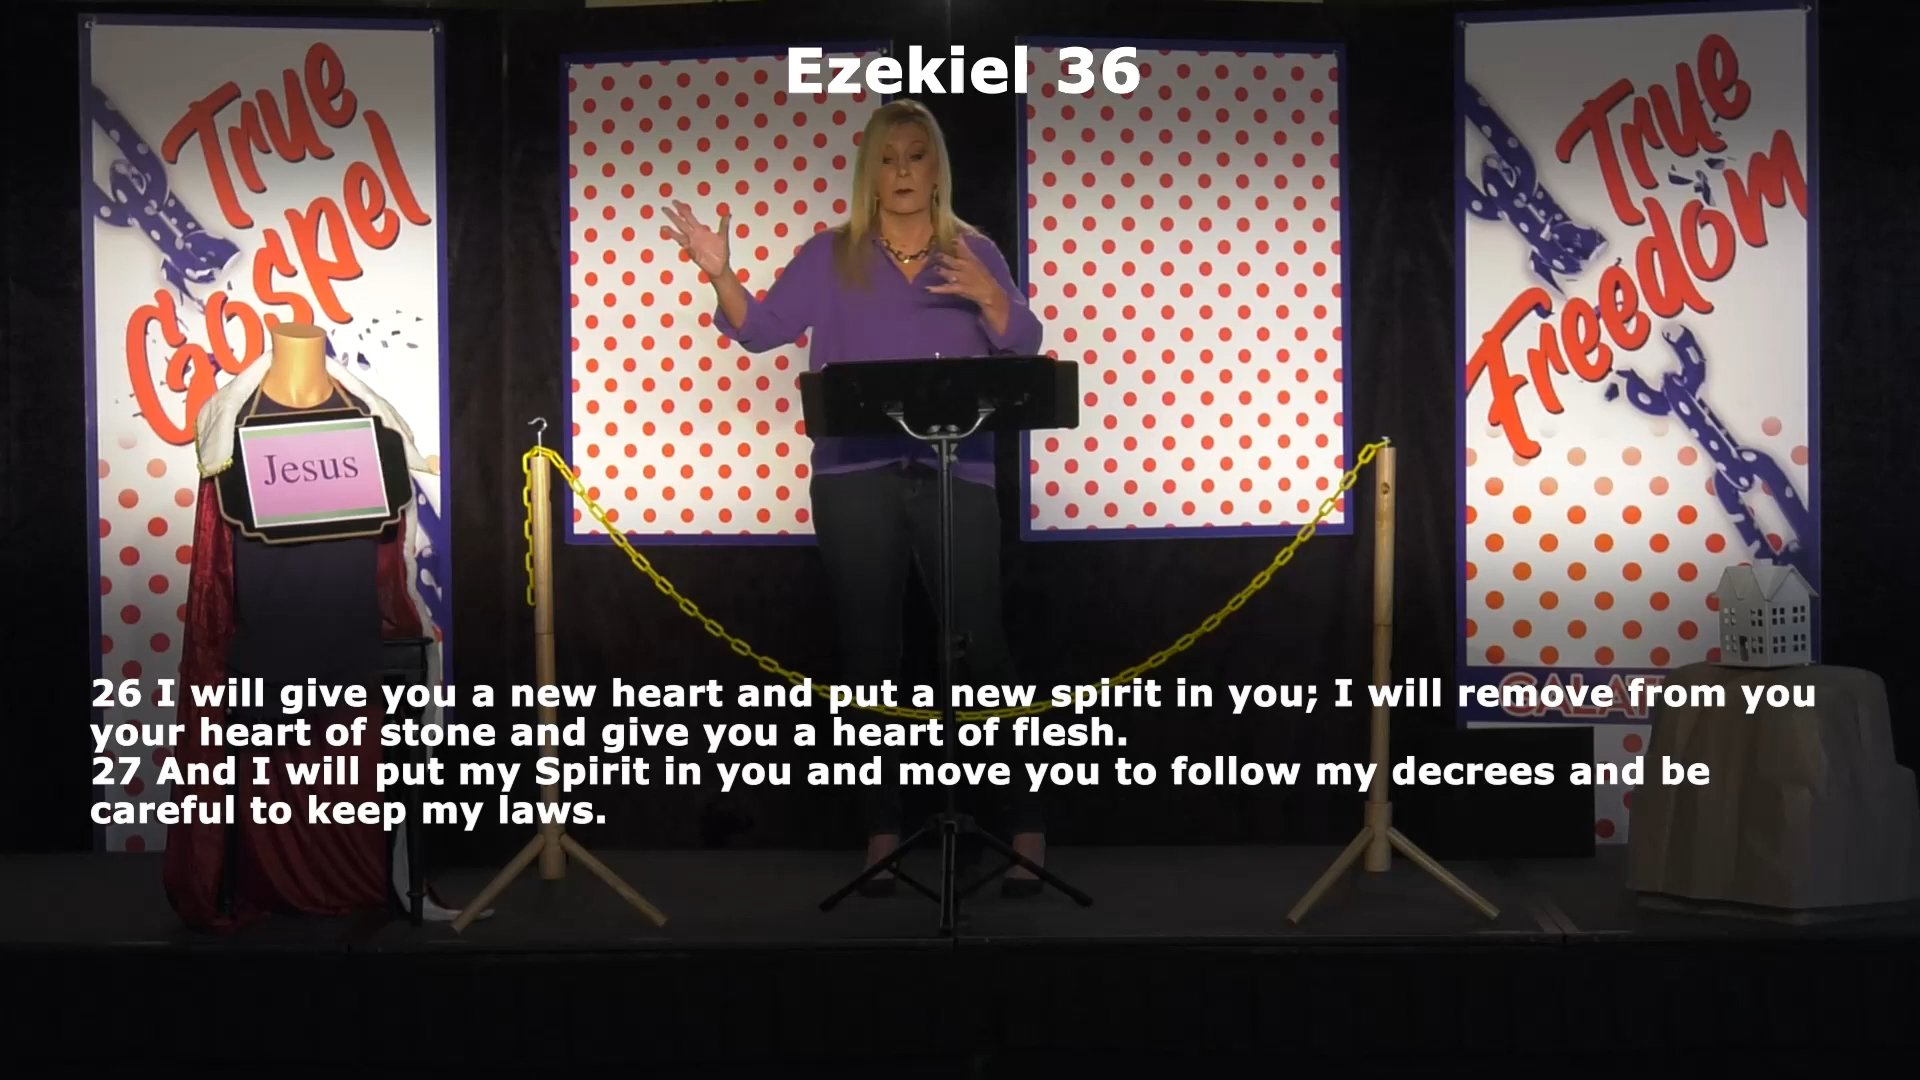 Ezekiel 36
True
Gospel
True
Freedom
Jesus
26 I will give you a new heart and put a new spirit in you; I will remove from you
your heart of stone and give you a heart of flesh.
27 And I will put my Spirit in you and move you to follow my decrees and be
careful to keep my laws.